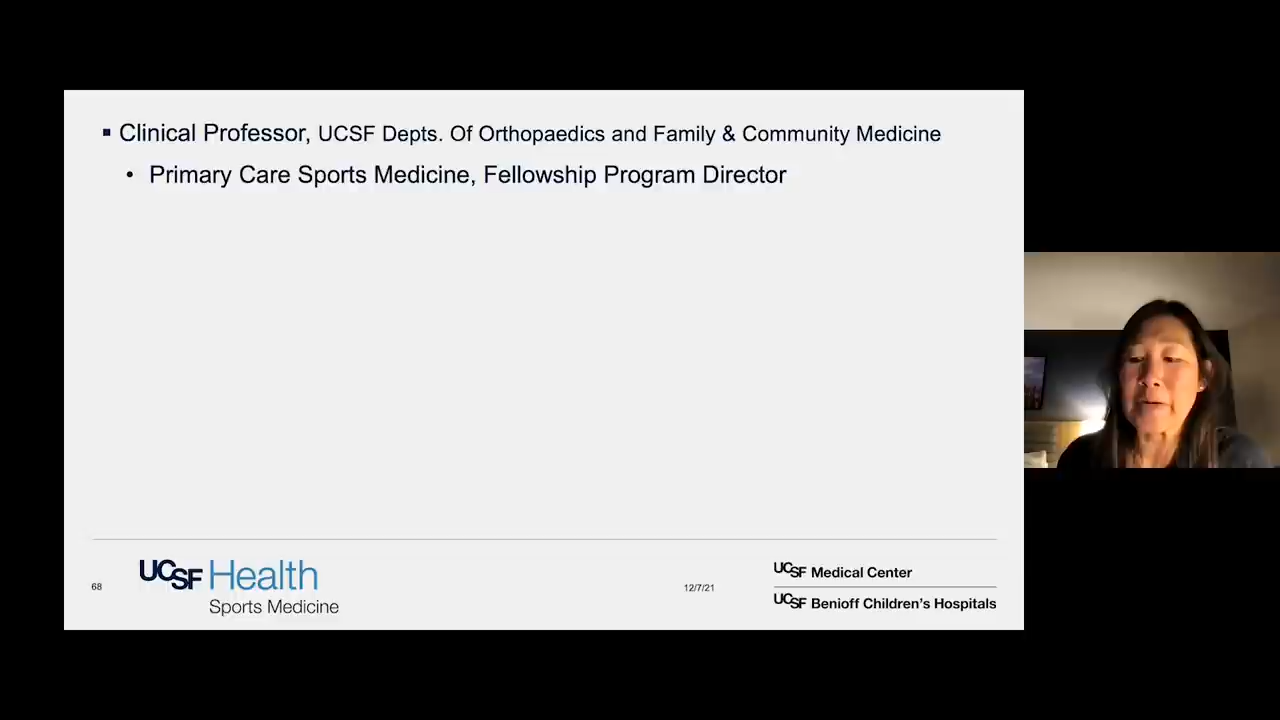 ▪ Clinical Professor, UCSF Depts. Of Orthopaedics and Family & Community Medicine
• Primary Care Sports Medicine, Fellowship Program Director
68
UCSF Health
Sports Medicine
12/7/21
UCSF Medical Center
UCSF Benioff Children's Hospitals